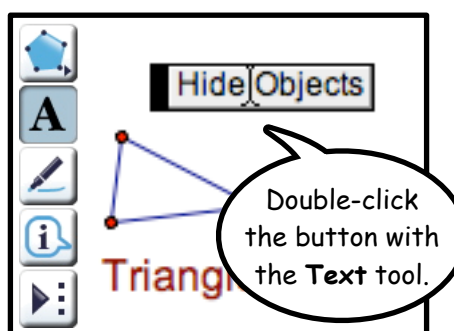 Hide Objects
A
Double-click
the button with
the Text tool.
i